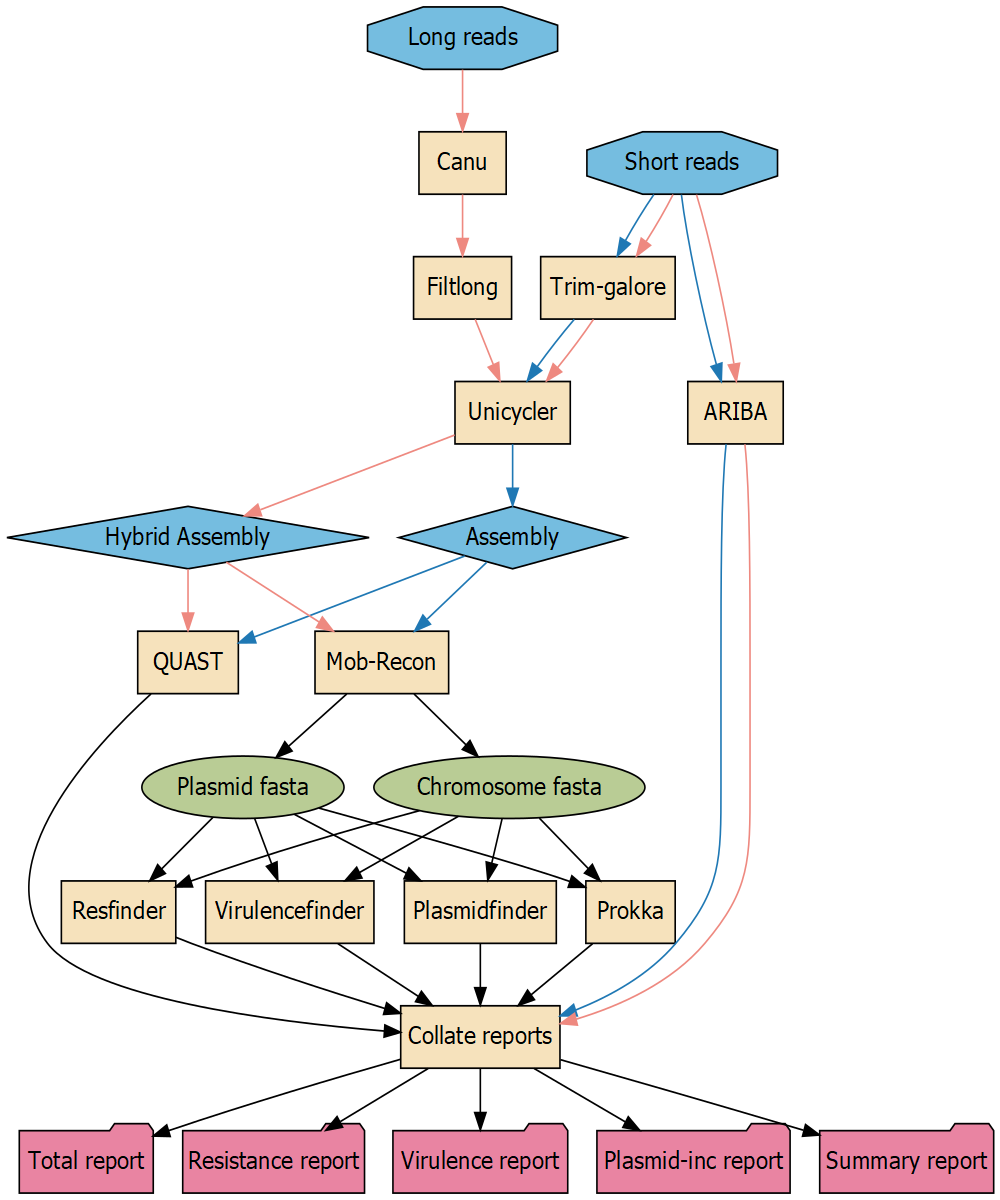 Long reads
Canu
Short reads
Filtlong
Trim-galore
Unicycler
ARIBA
Hybrid Assembly
Assembly
QUAST
Mob-Recon
Plasmid fasta
Chromosome fasta
Resfinder
Virulencefinder
Plasmidfinder
Prokka
Collate reports
Total report
Resistance report
Virulence report
Plasmid-inc report
Summary report